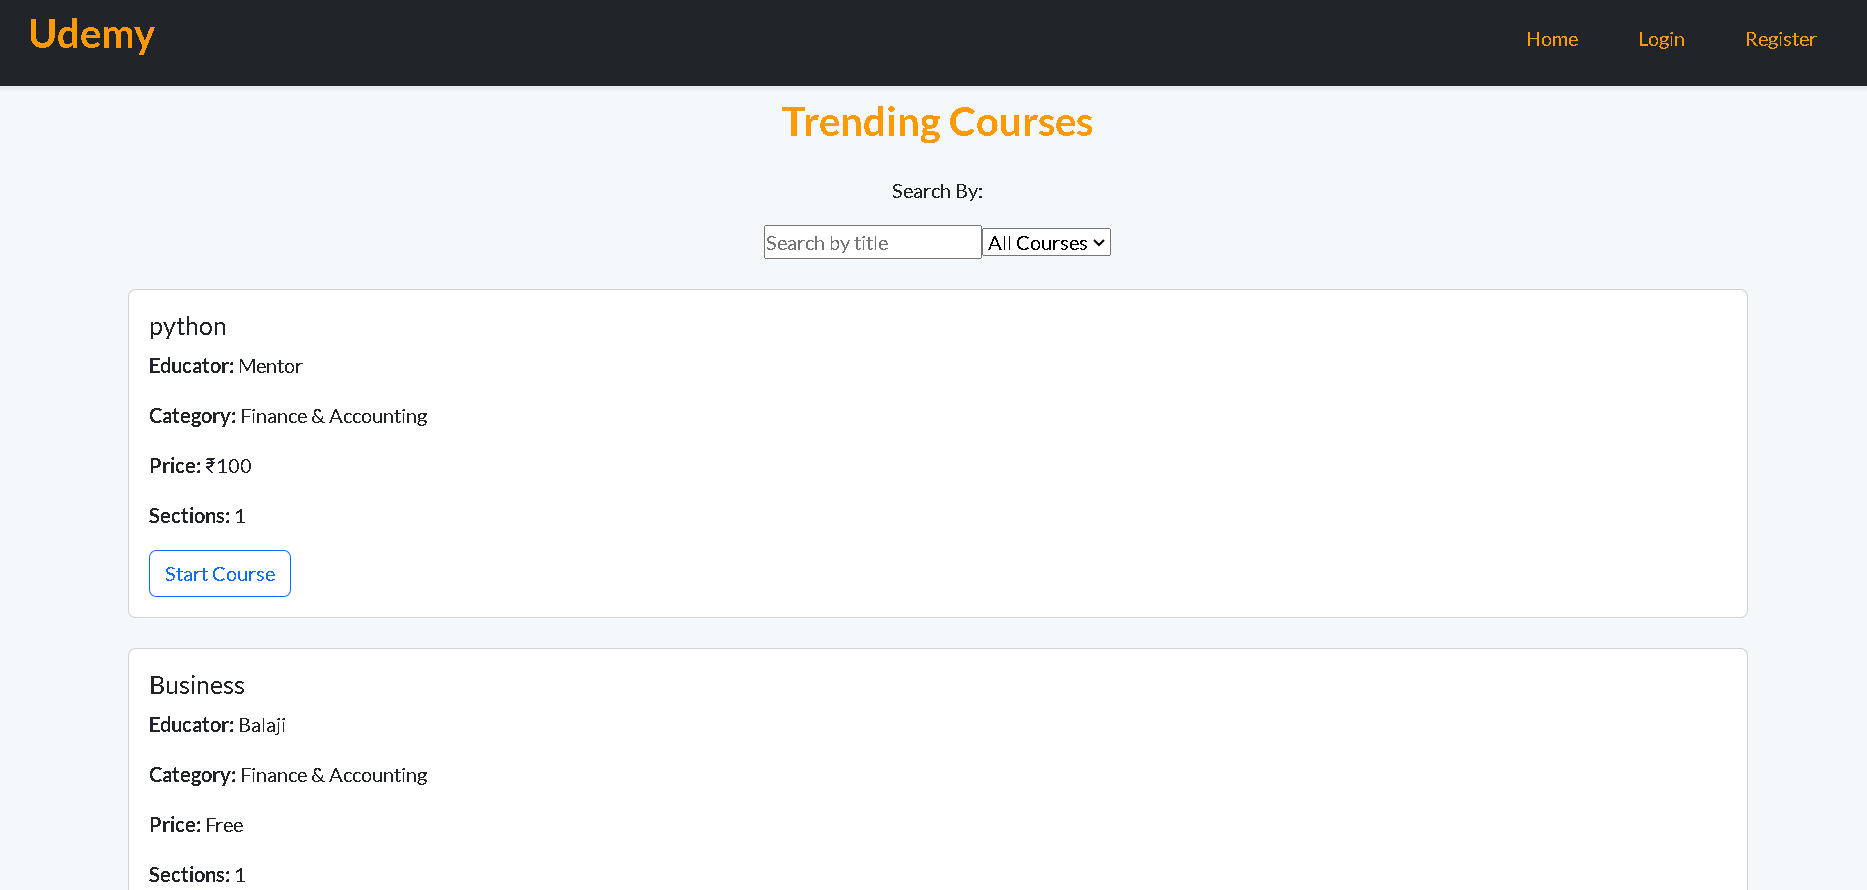 Udemy
Home Login Register
Trending Courses
Search By:
Search by title All Courses
python
Educator: Mentor
Category: Finance & Accounting
Price: ₹100
Sections: 1
Start Course
Business
Educator: Balaji
Category: Finance & Accounting
Price: Free
Sections: 1